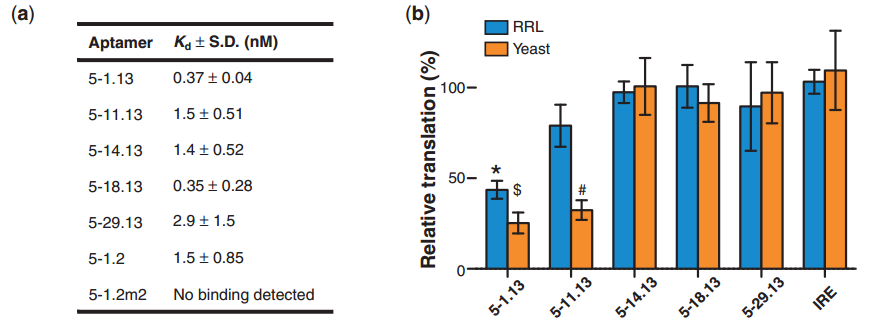 (a)
Aptamer Kd ± S.D. (nM)
5-1.13 0.37 ± 0.04
5-11.13 1.5 ± 0.51
5-14.13 1.4 ± 0.52
5-18.13 0.35 ± 0.28
5-29.13 2.9 ± 1.5
5-1.2 1.5 ± 0.85
5-1.2m2 No binding detected
(b)
RRL
Yeast
Relative translation (%)
100
50
0
* $ #
5-1.13 5-11.13 5-14.13 5-18.13 5-29.13 IRE